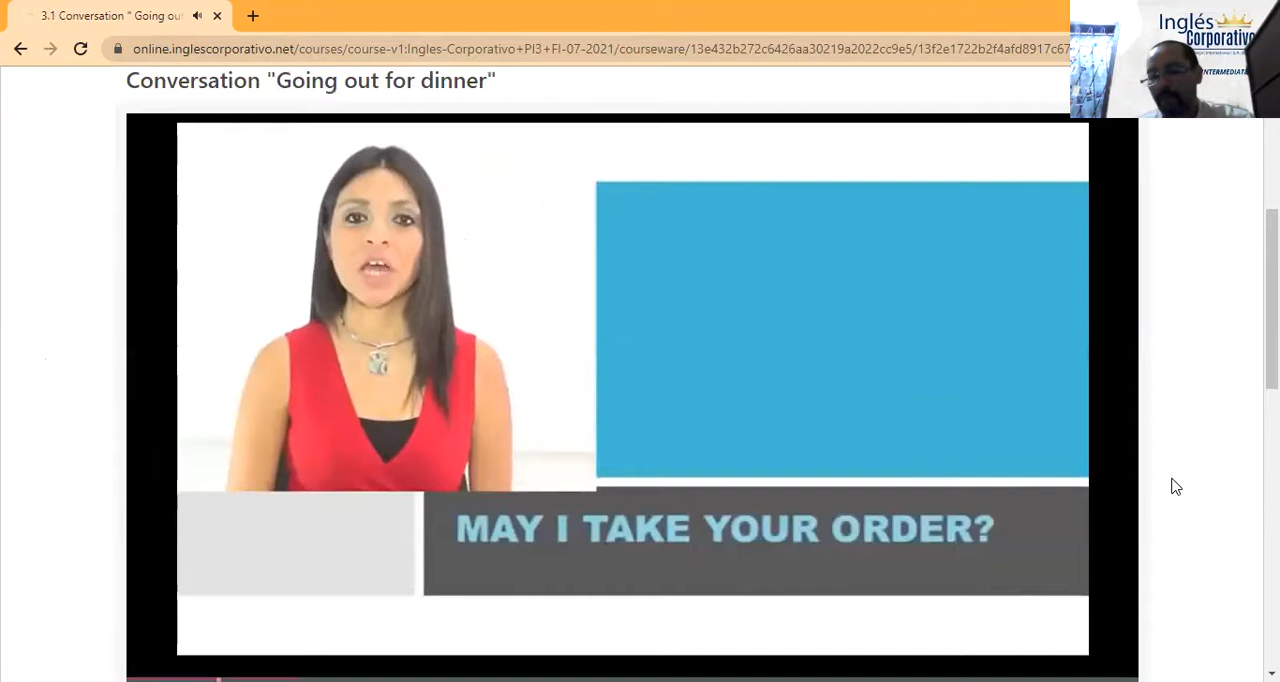 3.1 Conversation " Going ou
online.inglescorporativo.net/courses/course-v1:Ingles-Corporativo+PI3+FI-07-2021/courseware/13e432b272c6426aa30219a2022cc9e5/13f2e1722b2f4afd8917c67
Inglés
Corporativo
INTERMEDIATE
Conversation "Going out for dinner"
MAY I TAKE YOUR ORDER?